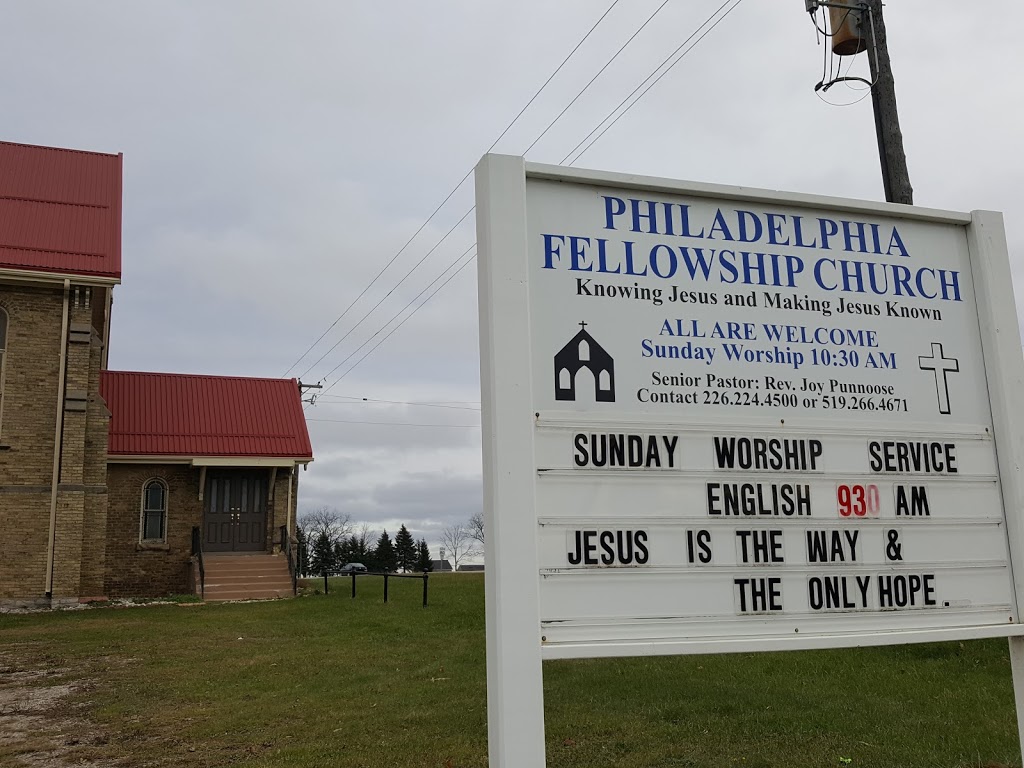 PHILADELPHIA
FELLOWSHIP CHURCH
Knowing Jesus and Making Jesus Known
ALL ARE WELCOME
Sunday Worship 10:30 AM
Senior Pastor: Rev. Joy Punnoose
Contact 226.224.4500 or 519.266.4671
SUNDAY WORSHIP SERVICE
ENGLISH 930 AM
JESUS IS THE WAY &
THE ONLY HOPE.